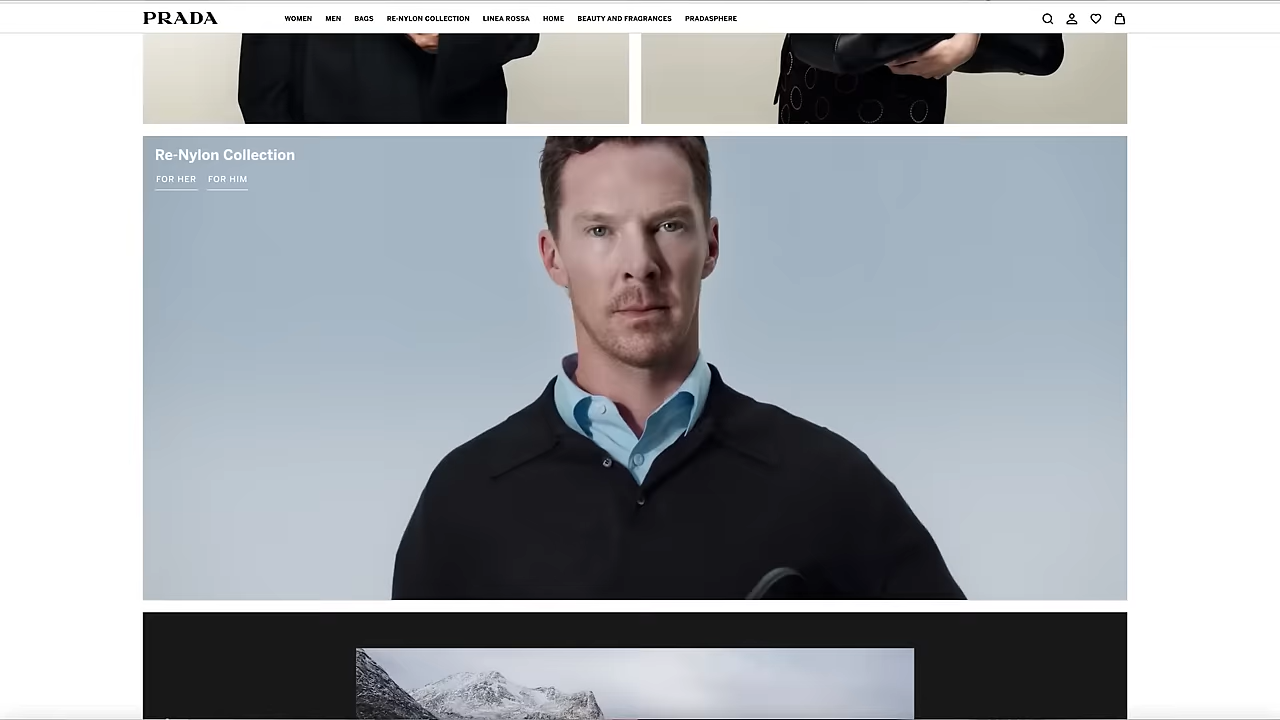 PRADA
WOMEN MEN BAGS RE-NYLON COLLECTION LINEA ROSSA HOME BEAUTY AND FRAGRANCES PRADASPHERE
Re-Nylon Collection
FOR HER FOR HIM